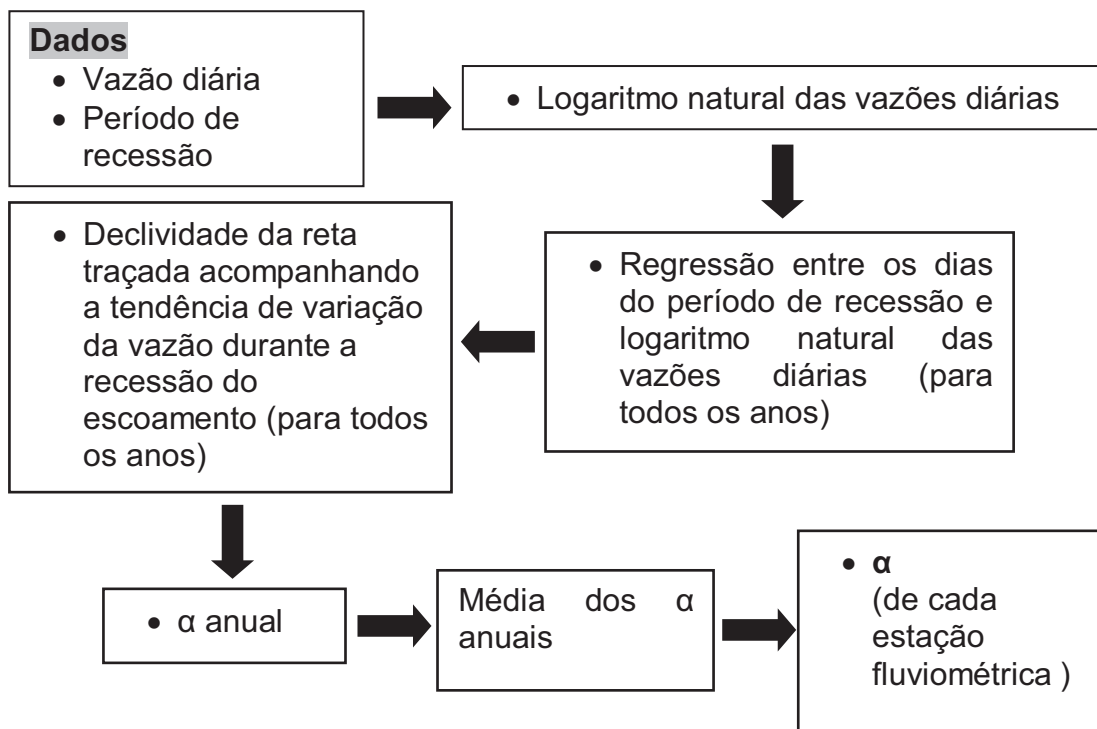 Dados
• Vazão diária
• Período de
recessão
• Logaritmo natural das vazões diárias
• Regressão entre os dias
do período de recessão e
logaritmo natural das
vazões diárias (para
todos os anos)
• Declividade da reta
traçada acompanhando
a tendência de variação
da vazão durante a
recessão do
escoamento (para todos
os anos)
• α anual
Média dos α
anuais
• α
(de cada
estação
fluviométrica )